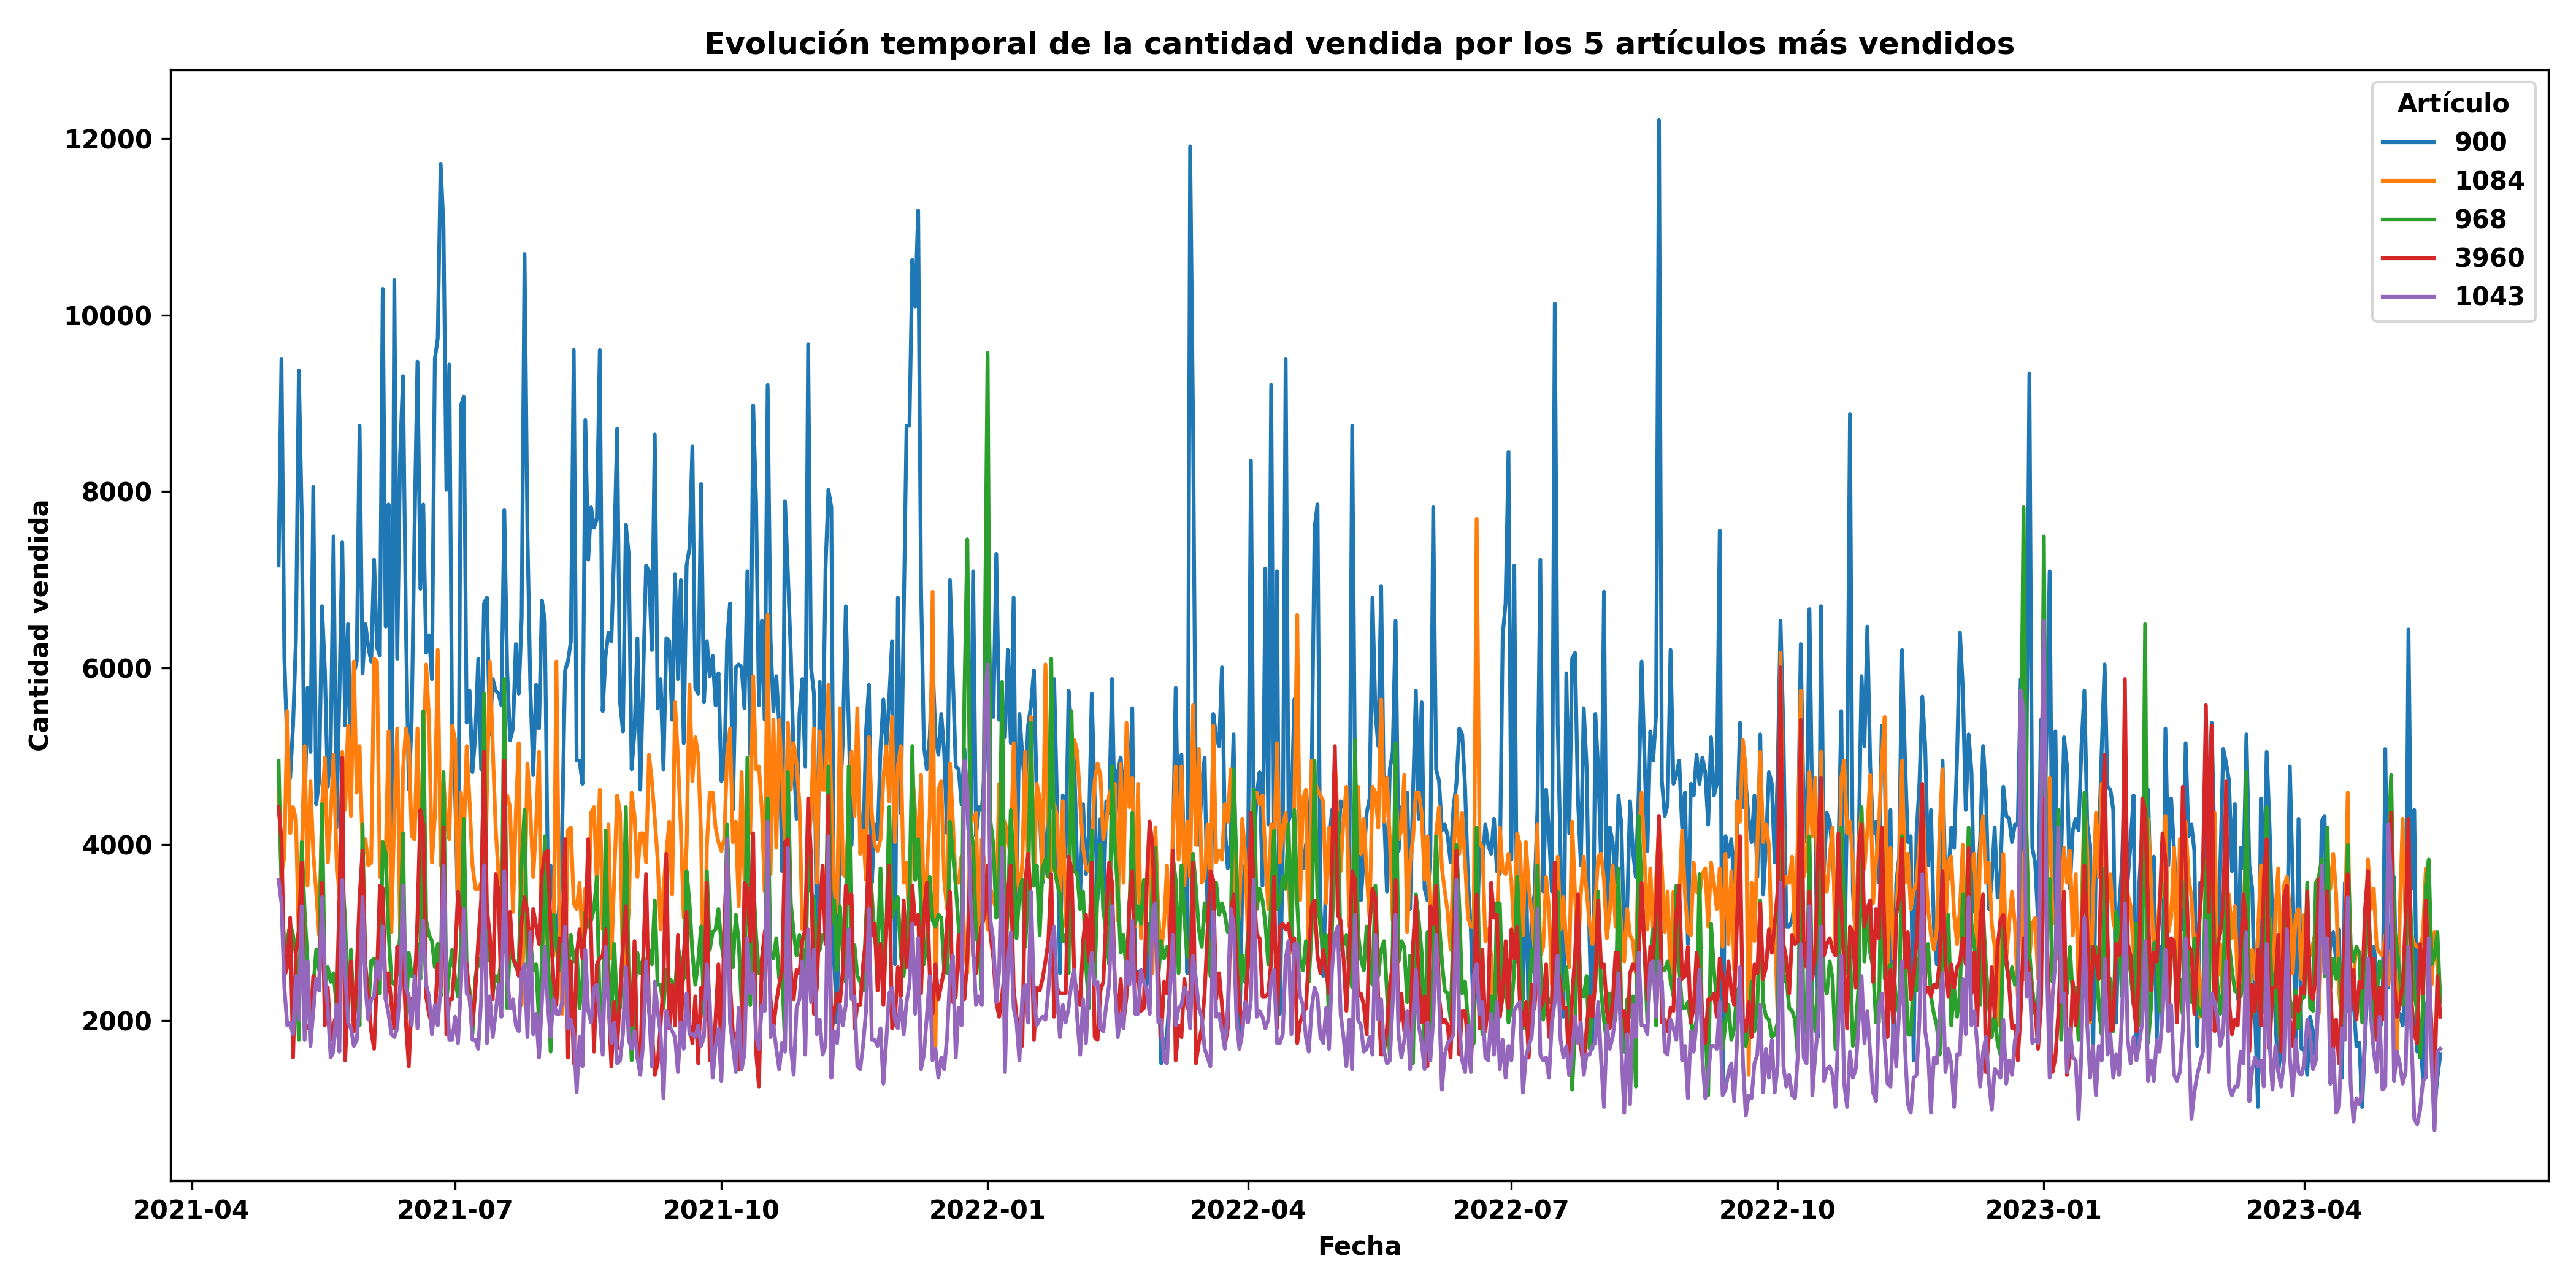 Evolución temporal de la cantidad vendida por los 5 artículos más vendidos
Artículo
900
1084
968
3960
1043
Cantidad vendida
12000
10000
8000
6000
4000
2000
2021-04 2021-07 2021-10 2022-01 2022-04 2022-07 2022-10 2023-01 2023-04
Fecha